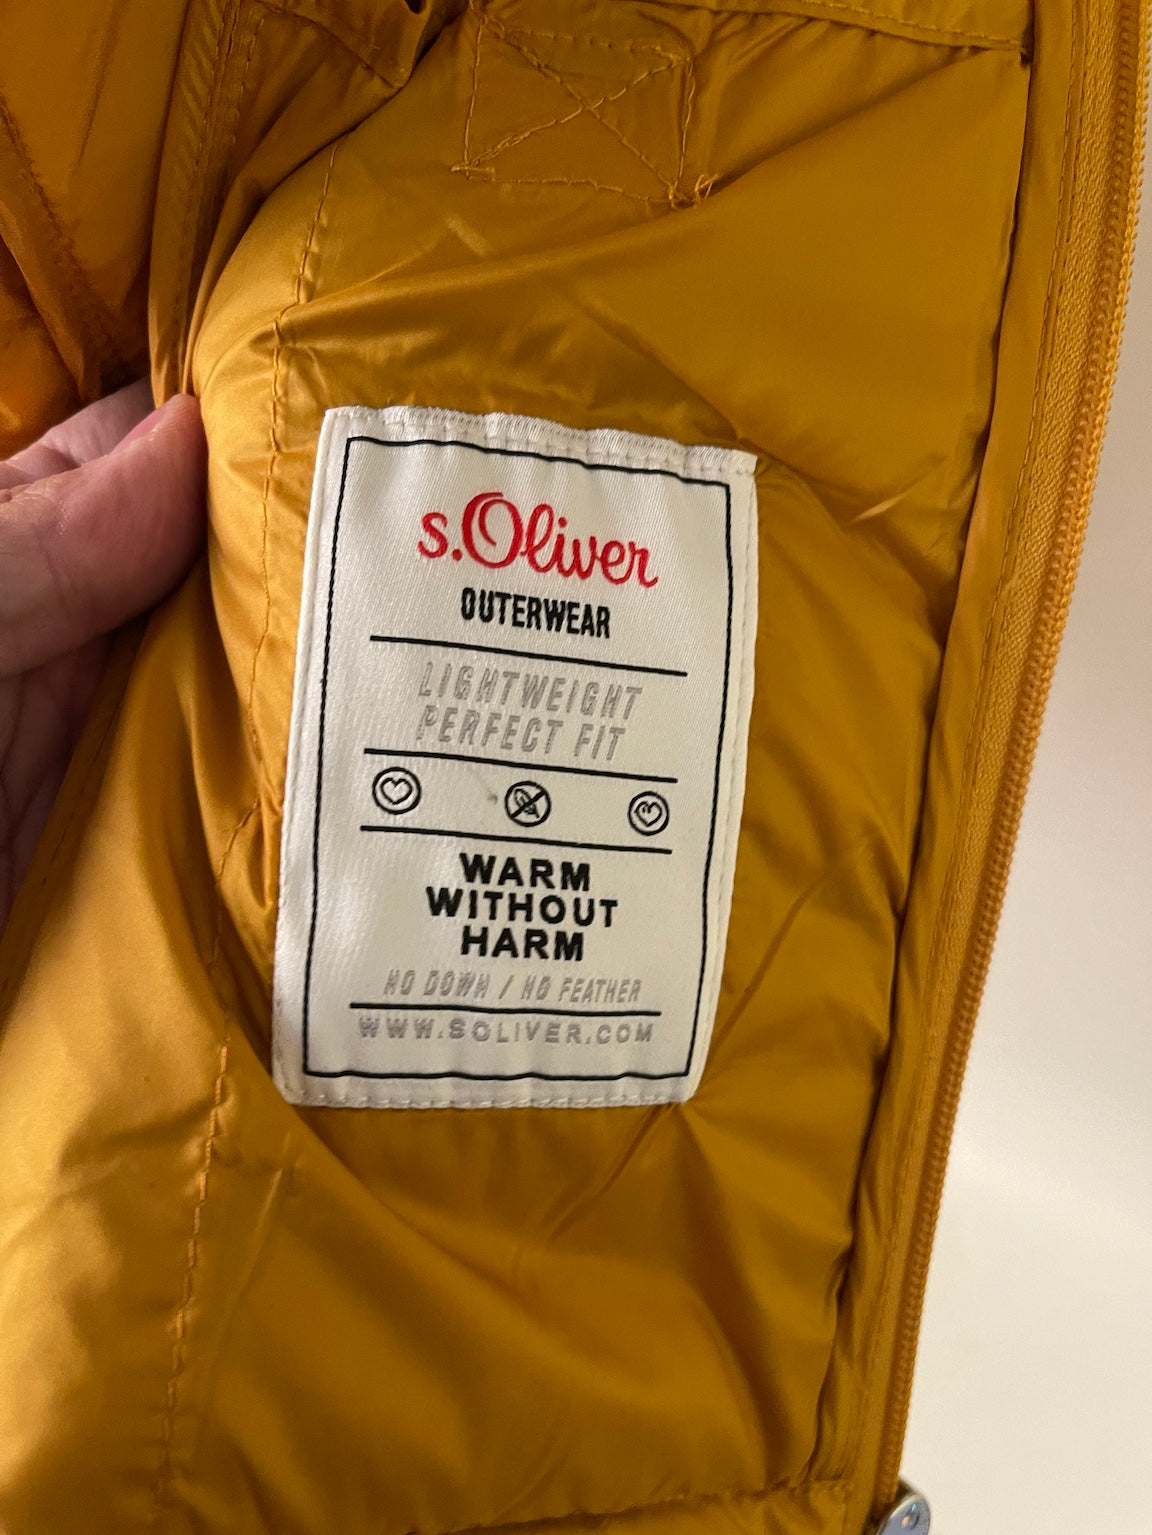 s.Oliver
OUTERWEAR
LIGHTWEIGHT
PERFECT FIT
WARM
WITHOUT
HARM
NO DOWN / NO FEATHER
WWW.SOLIVER.COM